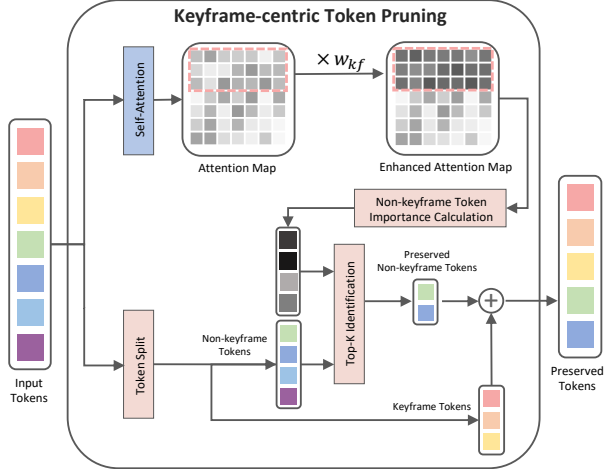 Keyframe-centric Token Pruning
Self-Attention
× w_kf
Attention Map
Enhanced Attention Map
Non-keyframe Token
Importance Calculation
Input
Tokens
Token Split
Non-keyframe
Tokens
Top-K Identification
Preserved
Non-keyframe Tokens
Keyframe Tokens
+
Preserved
Tokens